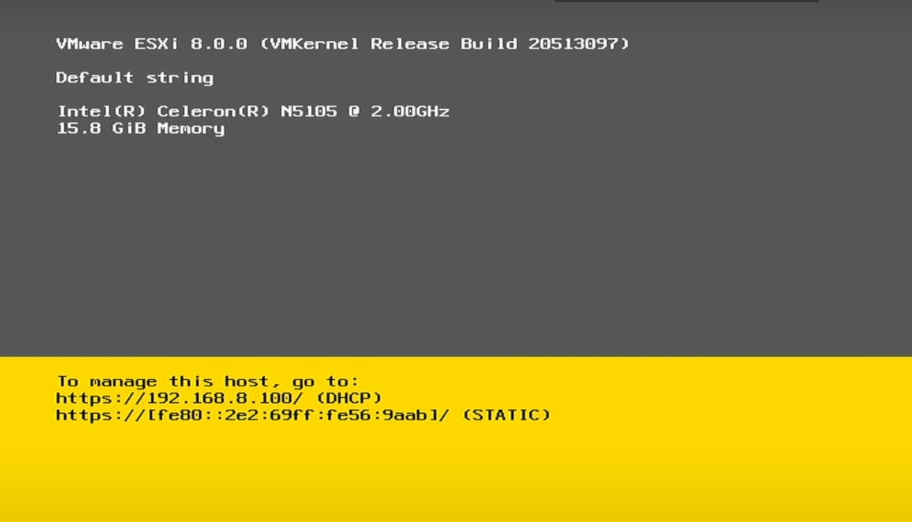 VMware ESXi 8.0.0 (VMKernel Release Build 20513097)
Default string
Intel(R) Celeron(R) N5105 @ 2.00GHz
15.8 GiB Memory
To manage this host, go to:
https://192.168.8.100/ (DHCP)
https://[fe80::2e2:69ff:fe56:9aab]/ (STATIC)